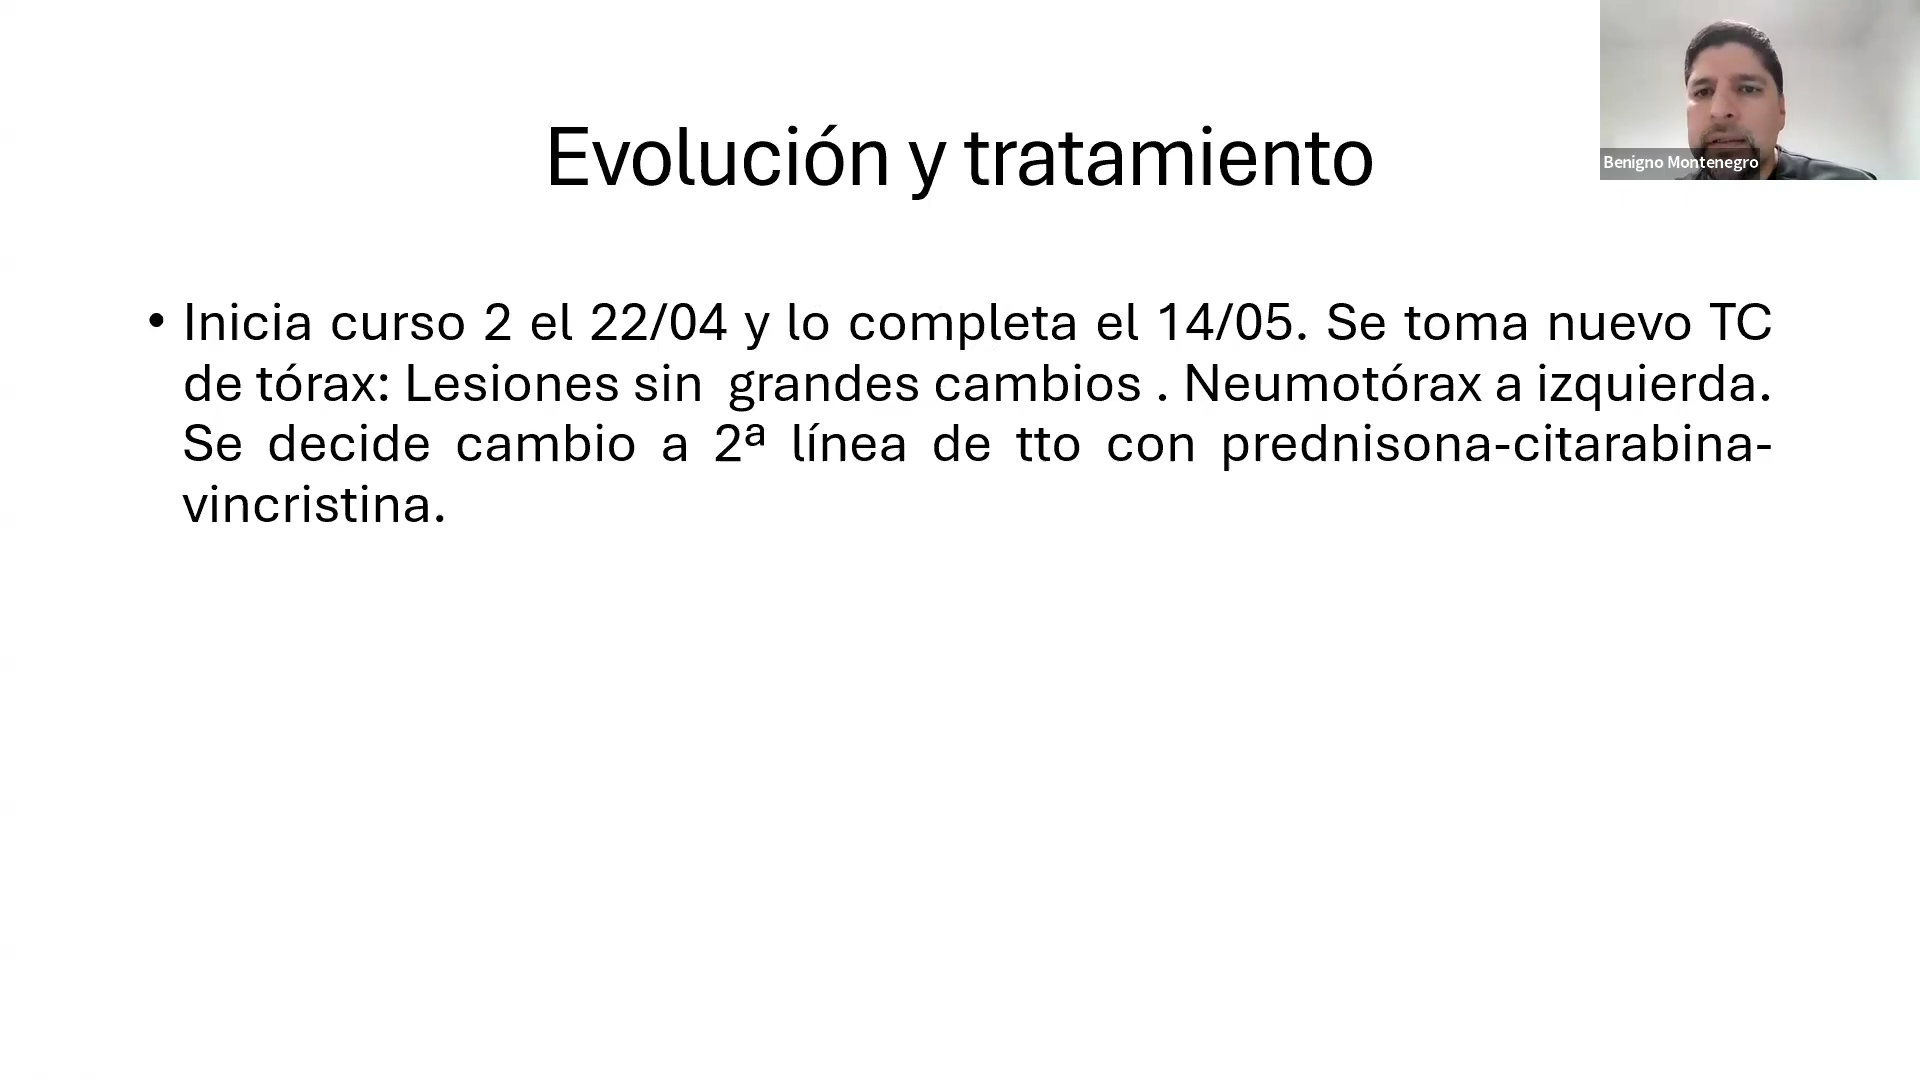 Benigno Montenegro
Evolución y tratamiento
• Inicia curso 2 el 22/04 y lo completa el 14/05. Se toma nuevo TC
de tórax: Lesiones sin  grandes cambios . Neumotórax a izquierda.
Se decide cambio a 2ª línea de tto con prednisona-citarabina-
vincristina.